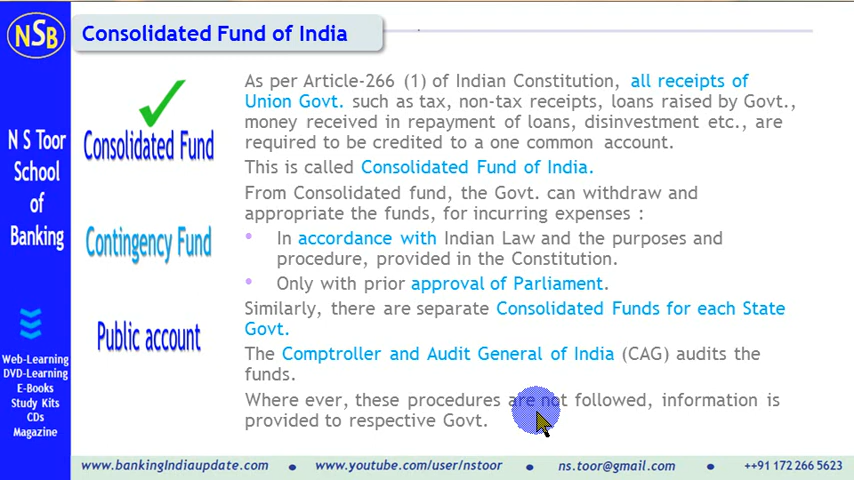 NSB
Consolidated Fund of India
N S Toor
School
of
Banking
Web-Learning
DVD-Learning
E-Books
Study Kits
CDs
Magazine
Consolidated Fund
Contingency Fund
Public account
As per Article-266 (1) of Indian Constitution, all receipts of
Union Govt. such as tax, non-tax receipts, loans raised by Govt.,
money received in repayment of loans, disinvestment etc., are
required to be credited to a one common account.
This is called Consolidated Fund of India.
From Consolidated fund, the Govt. can withdraw and
appropriate the funds, for incurring expenses :
• In accordance with Indian Law and the purposes and
procedure, provided in the Constitution.
• Only with prior approval of Parliament.
Similarly, there are separate Consolidated Funds for each State
Govt.
The Comptroller and Audit General of India (CAG) audits the
funds.
Where ever, these procedures are not followed, information is
provided to respective Govt.
www.bankingIndiaupdate.com • www.youtube.com/user/nstoor • ns.toor@gmail.com • ++91 172 266 5623